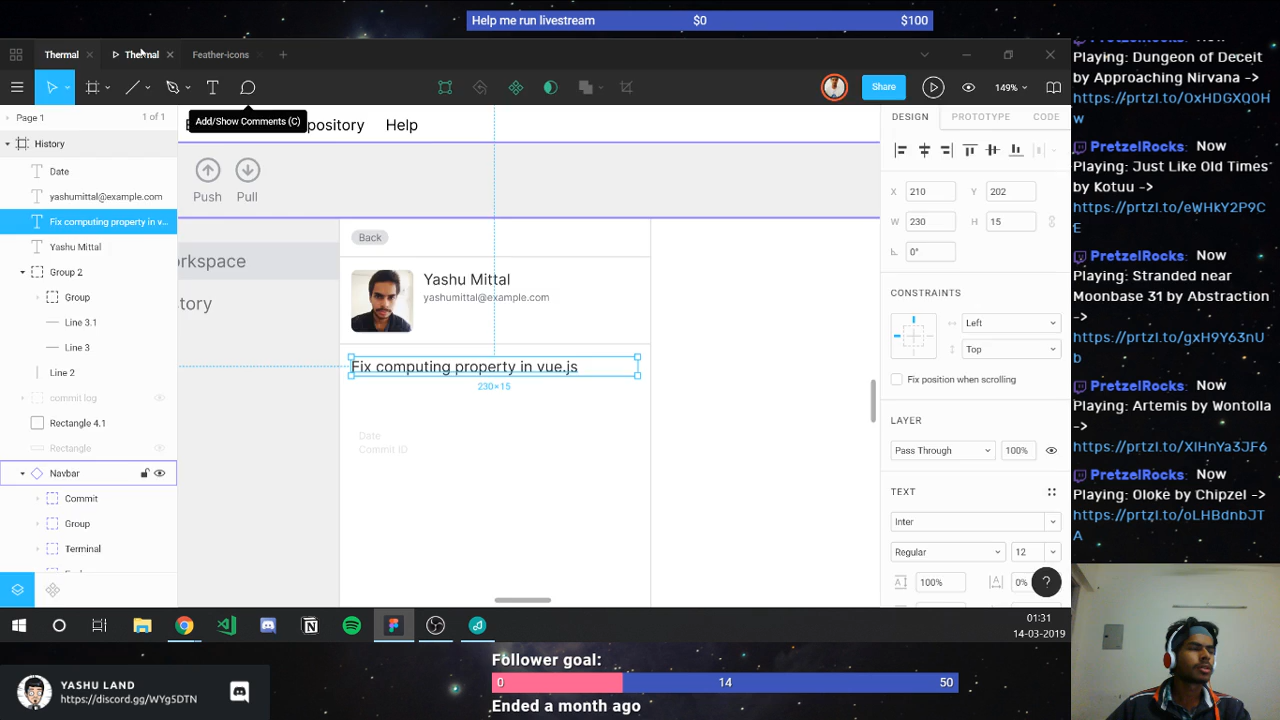 Help me run livestream $0 $100
Thermal
Thermal
Feather-icons
Share
149%
Add/Show Comments (C)
Page 1
1 of 1
History
Date
yashumittal@example.com
Fix computing property in v...
Yashu Mittal
Group 2
Group
Line 3.1
Line 3
Line 2
commit log
Rectangle 4.1
Rectangle
Navbar
Commit
Group
Terminal
pository
Help
Push
Pull
Back
rkspace
tory
Yashu Mittal
yashumittal@example.com
Fix computing property in vue.js
230×15
Date
Commit ID
DESIGN
PROTOTYPE
CODE
X 210
Y 202
W 230
H 15
0°
CONSTRAINTS
Left
Top
Fix position when scrolling
LAYER
Pass Through
100%
TEXT
Inter
Regular
12
100%
0%
?
01:31
14-03-2019
PretzelRocks: Now
Playing: Dungeon of Deceit
by Approaching Nirvana ->
https://prtzl.to/OxHDGXQ0H
w
PretzelRocks: Now
Playing: Just Like Old Times
by Kotuu ->
https://prtzl.to/eWHkY2P9C
E
PretzelRocks: Now
Playing: Stranded near
Moonbase 31 by Abstraction
->
https://prtzl.to/gxH9Y63nU
b
PretzelRocks: Now
Playing: Artemis by Wontolla
->
https://prtzl.to/XlHnYa3JF6
PretzelRocks: Now
Playing: Oloke by Chipzel ->
https://prtzl.to/oLHBdnbJT
A
YASHU LAND
https://discord.gg/WYg5DTN
Follower goal:
0 14 50
Ended a month ago